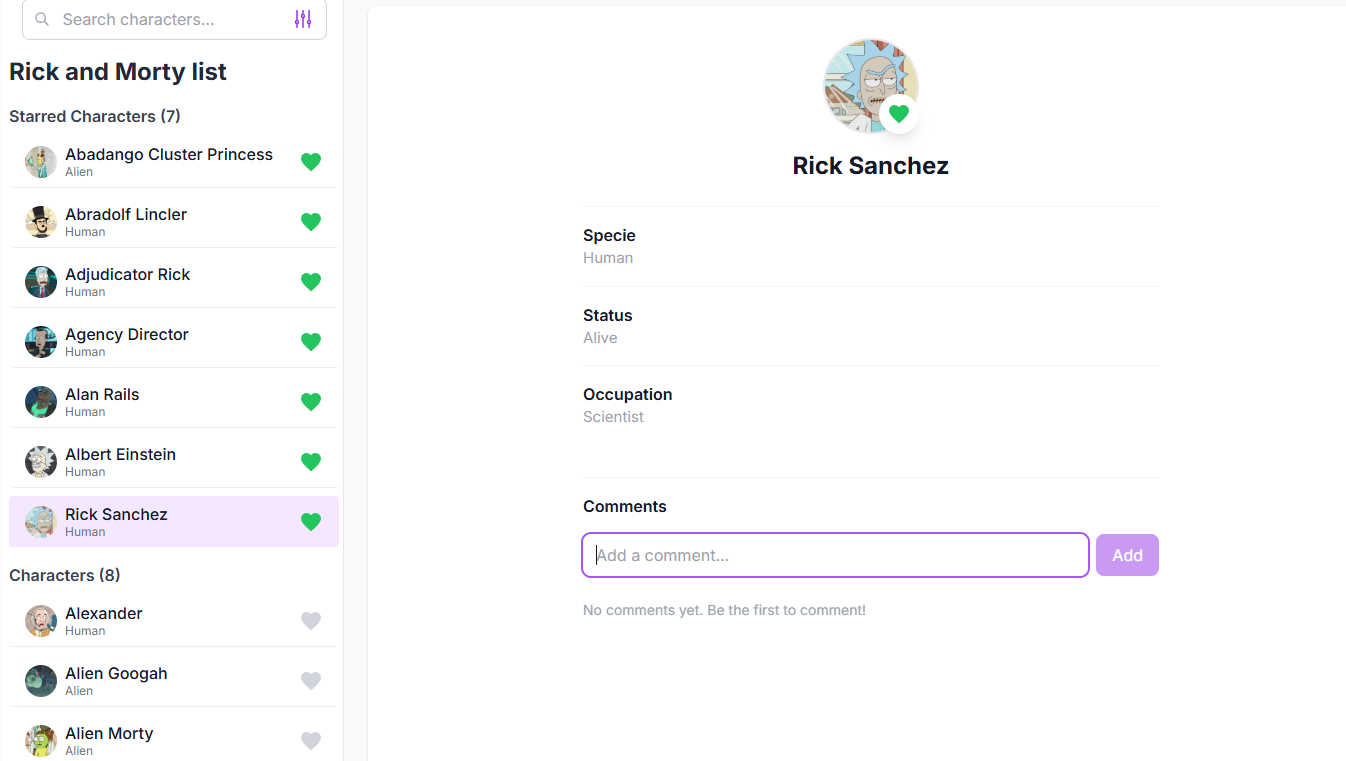 Search characters...
Rick and Morty list
Starred Characters (7)
Abadango Cluster Princess
Alien
Abradolf Lincler
Human
Adjudicator Rick
Human
Agency Director
Human
Alan Rails
Human
Albert Einstein
Human
Rick Sanchez
Human
Characters (8)
Alexander
Human
Alien Googah
Alien
Alien Morty
Alien
Rick Sanchez
Specie
Human
Status
Alive
Occupation
Scientist
Comments
Add a comment...
Add
No comments yet. Be the first to comment!